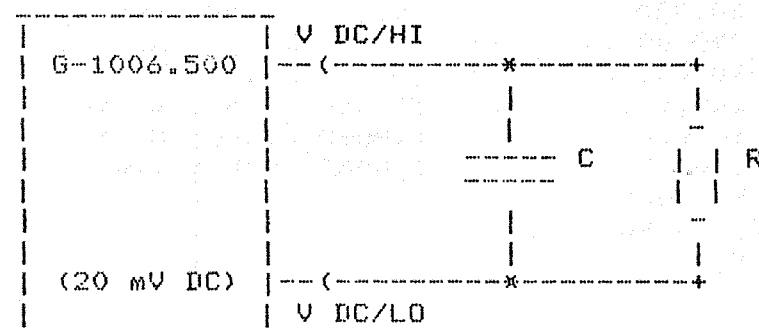 V DC/HI
G-1006.500
C
R
(20 mV DC)
V DC/LO